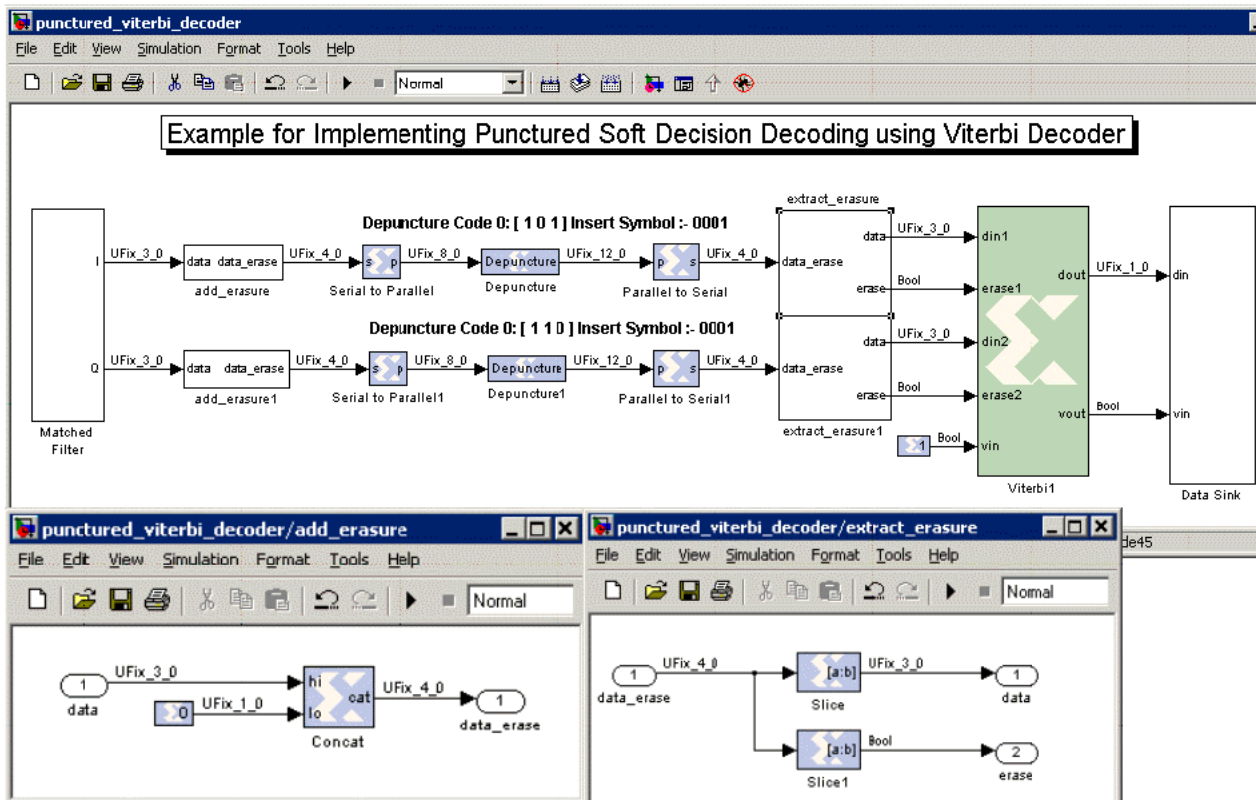 punctured_viterbi_decoder
File Edit View Simulation Format Tools Help
Normal
Example for Implementing Punctured Soft Decision Decoding using Viterbi Decoder
Depuncture Code 0: [ 1 0 1 ] Insert Symbol :- 0001
I UFix_3_0 data data_erase UFix_4_0 s p UFix_8_0 Depuncture UFix_12_0 p s UFix_4_0
add_erasure Serial to Parallel Depuncture Parallel to Serial
extract_erasure
data_erase data erase
UFix_3_0 din1
Bool erase1
Depuncture Code 0: [ 1 1 0 ] Insert Symbol :- 0001
Q UFix_3_0 data data_erase UFix_4_0 s p UFix_8_0 Depuncture UFix_12_0 p s UFix_4_0
add_erasure1 Serial to Parallel1 Depuncture1 Parallel to Serial1
data_erase data erase
extract_erasure1
UFix_3_0 din2
Bool erase2
1 Bool vin
dout UFix_1_0 din
vout Bool vin
Matched
Filter
Viterbi1
Data Sink
de45
punctured_viterbi_decoder/add_erasure
File Edit View Simulation Format Tools Help
Normal
1 UFix_3_0 hi
data
0 UFix_1_0 lo
cat UFix_4_0 1
Concat
data_erase
punctured_viterbi_decoder/extract_erasure
File Edit View Simulation Format Tools Help
Normal
1 UFix_4_0 [a:b] UFix_3_0 1
data_erase Slice data
[a:b] Bool 2
Slice1 erase